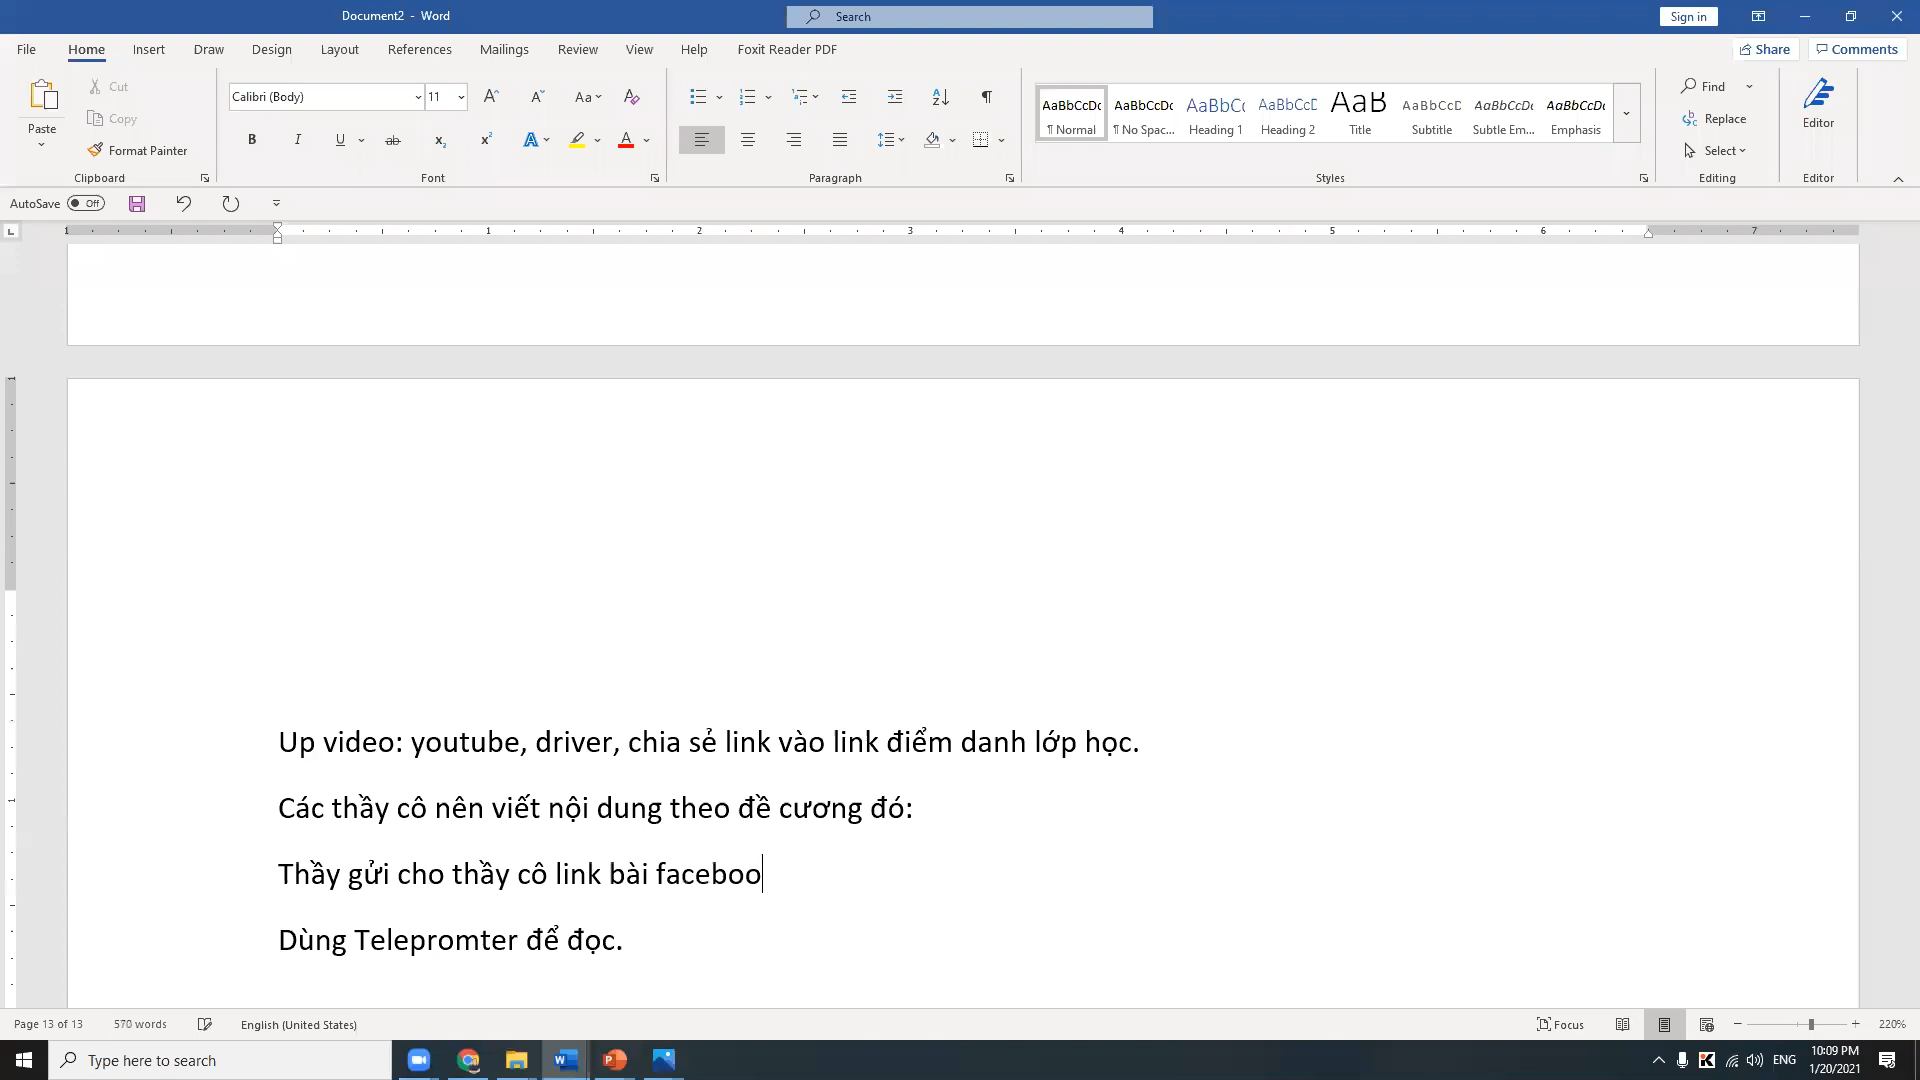 Document2 - Word
Search
Sign in
File Home Insert Draw Design Layout References Mailings Review View Help Foxit Reader PDF
Share Comments
Paste
Cut
Copy
Format Painter
Clipboard
Calibri (Body) 11
Font
Paragraph
AaBbCcDc AaBbCcDc AaBbCc AaBbCcD AaB AaBbCcD AaBbCcDc AaBbCcDc
¶ Normal ¶ No Spac... Heading 1 Heading 2 Title Subtitle Subtle Em... Emphasis
Styles
Find
Replace
Select
Editing
Editor
Editor
AutoSave Off
1 1 2 3 4 5 6 7
Up video: youtube, driver, chia sẻ link vào link điểm danh lớp học.
Các thầy cô nên viết nội dung theo đề cương đó:
Thầy gửi cho thầy cô link bài faceboo
Dùng Telepromter để đọc.
Page 13 of 13 570 words English (United States)
Focus 220%
Type here to search
ENG
10:09 PM
1/20/2021